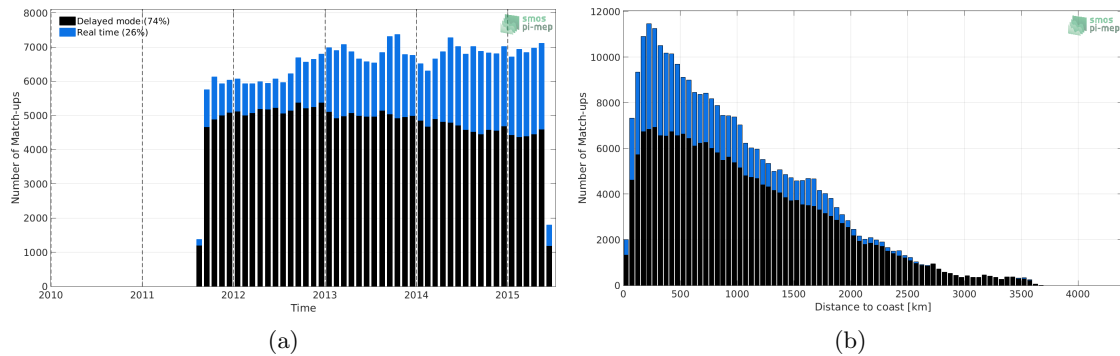 Delayed mode (74%)
Real time (26%)
smos
pi-mep
8000
7000
6000
5000
4000
3000
2000
1000
0
Number of Match-ups
2010 2011 2012 2013 2014 2015
Time
(a)
smos
pi-mep
12000
10000
8000
6000
4000
2000
0
Number of Match-ups
0 500 1000 1500 2000 2500 3000 3500 4000
Distance to coast [km]
(b)